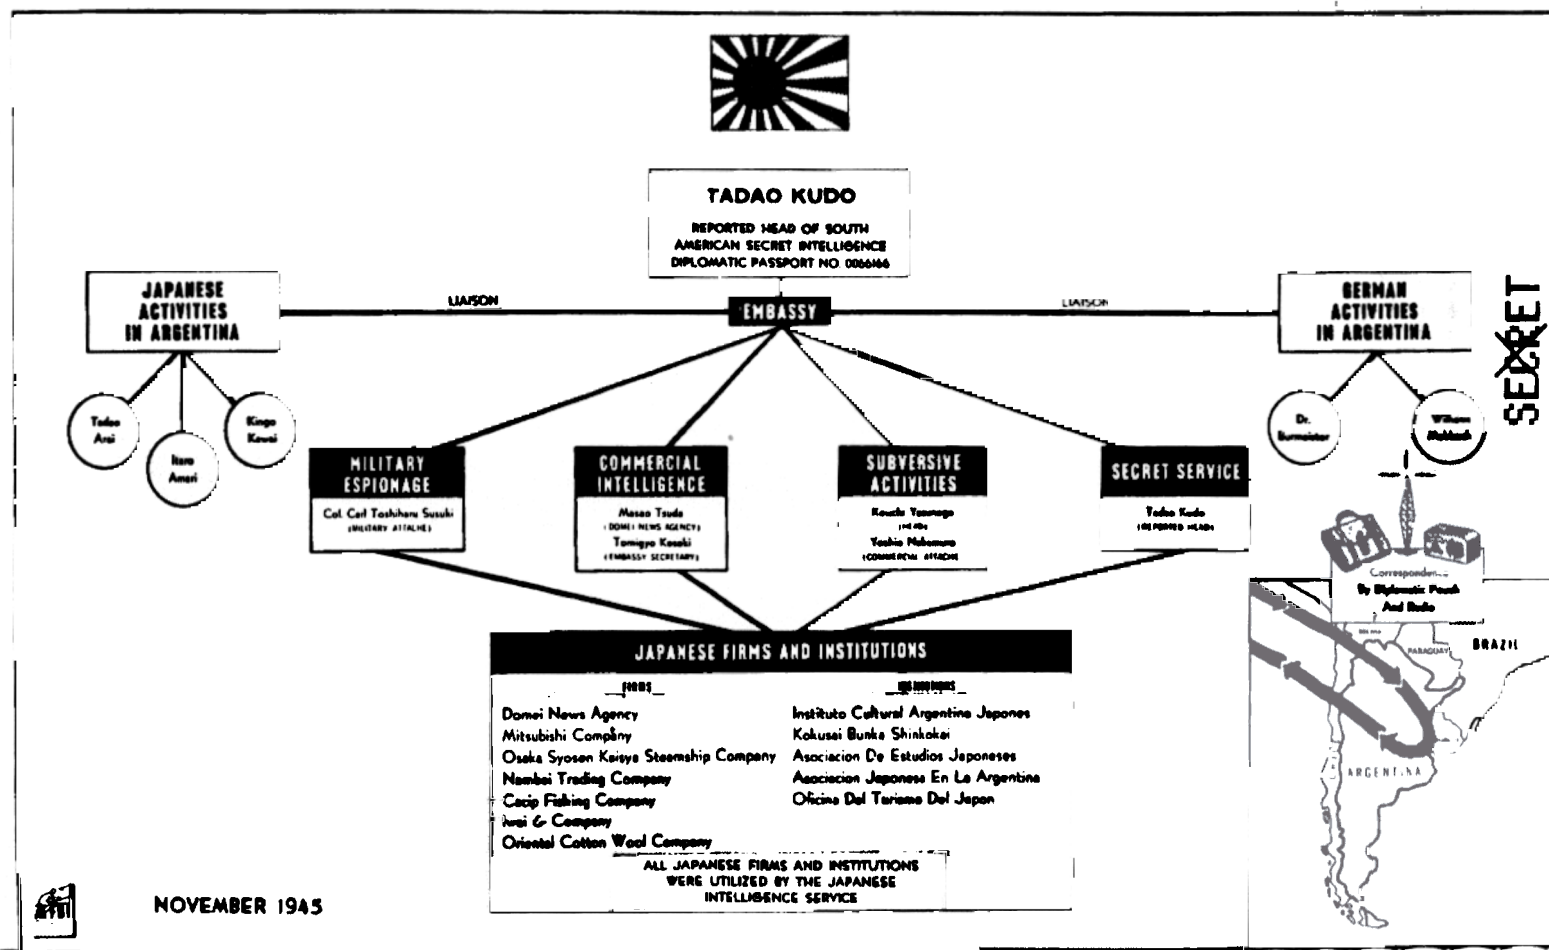 TADAO KUDO
REPORTED HEAD OF SOUTH
AMERICAN SECRET INTELLIGENCE
DIPLOMATIC PASSPORT NO. 0066166
JAPANESE
ACTIVITIES
IN ARGENTINA
LIAISON
EMBASSY
LIAISON
GERMAN
ACTIVITIES
IN ARGENTINA
SECRET
Tadao
Arai
Itaro
Amari
Kingo
Kawai
Dr.
Burmeister
Wilhelm
MILITARY
ESPIONAGE
Col. Carl Toshiharu Susuki
(MILITARY ATTACHE)
COMMERCIAL
INTELLIGENCE
Masao Tsuda
(DOMEI NEWS AGENCY)
Tomigyo Kosaki
(EMBASSY SECRETARY)
SUBVERSIVE
ACTIVITIES
(HEAD)
Yoshio Nakamura
(COMMERCIAL ATTACHE
SECRET SERVICE
Tadao Kudo
(REPORTED HEAD)
Correspondence
By Diplomatic Pouch
And Radio
PARAGUAY
BRAZIL
ARGENTINA
JAPANESE FIRMS AND INSTITUTIONS
FIRMS
Domei News Agency
Mitsubishi Company
Osaka Syosen Kaisya Steamship Company
Nambei Trading Company
Cacip Fishing Company
Iwai & Company
Oriental Cotton Wool Company
INSTITUTIONS
Instituto Cultural Argentino Japones
Kokusai Bunka Shinkokai
Asociacion De Estudios Japoneses
Asociacion Japonesa En La Argentina
Oficina Del Turismo Del Japon
ALL JAPANESE FIRMS AND INSTITUTIONS
WERE UTILIZED BY THE JAPANESE
INTELLIGENCE SERVICE
NOVEMBER 1945